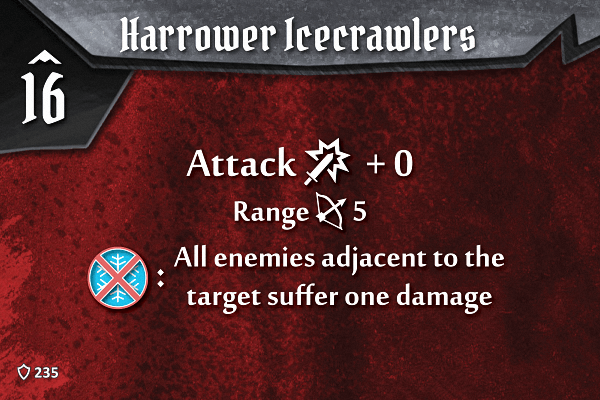 Harrower Icecrawlers
16
Attack + 0
Range 5
: All enemies adjacent to the
target suffer one damage
235